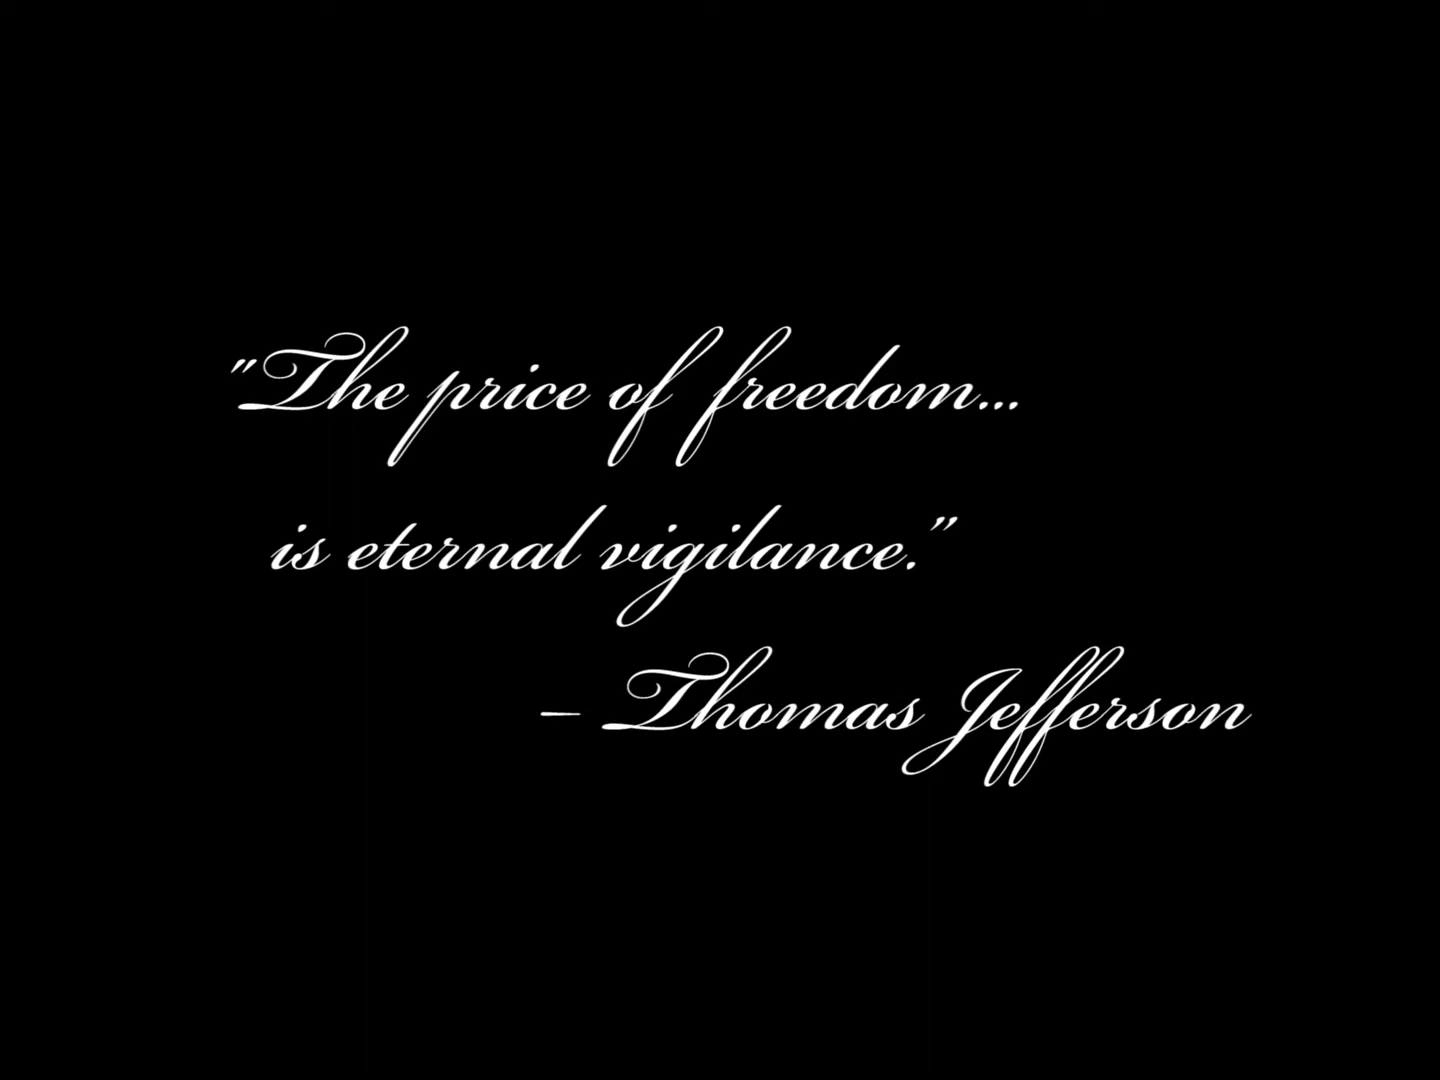 "The price of freedom...
is eternal vigilance."
– Thomas Jefferson